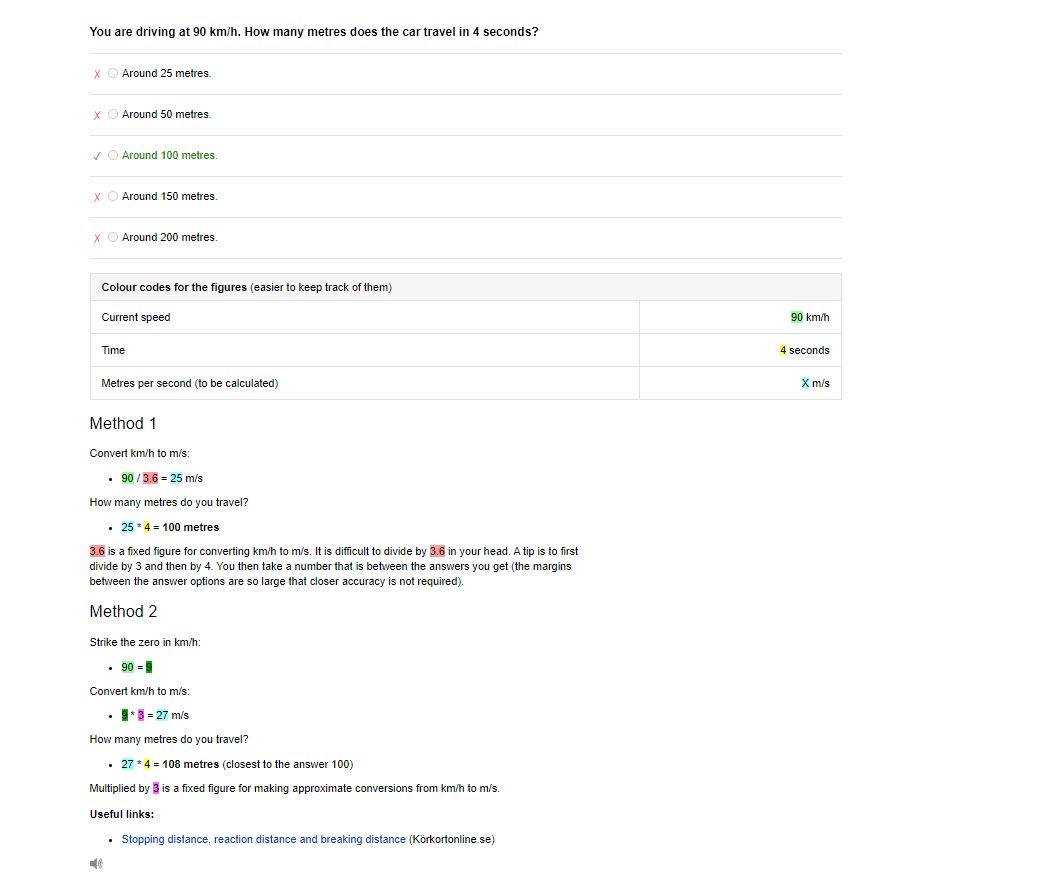 You are driving at 90 km/h. How many metres does the car travel in 4 seconds?
X Around 25 metres.
X Around 50 metres.
✓ Around 100 metres.
X Around 150 metres.
X Around 200 metres.
Colour codes for the figures (easier to keep track of them)
Current speed 90 km/h
Time 4 seconds
Metres per second (to be calculated) X m/s
Method 1
Convert km/h to m/s:
• 90 / 3.6 = 25 m/s
How many metres do you travel?
• 25 * 4 = 100 metres
3.6 is a fixed figure for converting km/h to m/s. It is difficult to divide by 3.6 in your head. A tip is to first
divide by 3 and then by 4. You then take a number that is between the answers you get (the margins
between the answer options are so large that closer accuracy is not required).
Method 2
Strike the zero in km/h:
• 90 = 9
Convert km/h to m/s:
• 9 * 3 = 27 m/s
How many metres do you travel?
• 27 * 4 = 108 metres (closest to the answer 100)
Multiplied by 3 is a fixed figure for making approximate conversions from km/h to m/s.
Useful links:
• Stopping distance, reaction distance and breaking distance (Körkortonline.se)